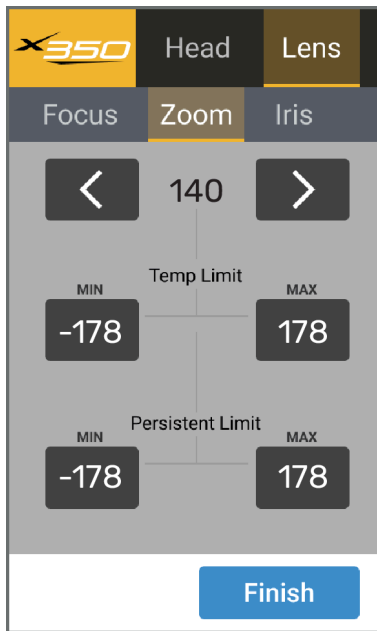 x350 Head Lens
Focus Zoom Iris
140
Temp Limit
MIN MAX
-178 178
Persistent Limit
MIN MAX
-178 178
Finish